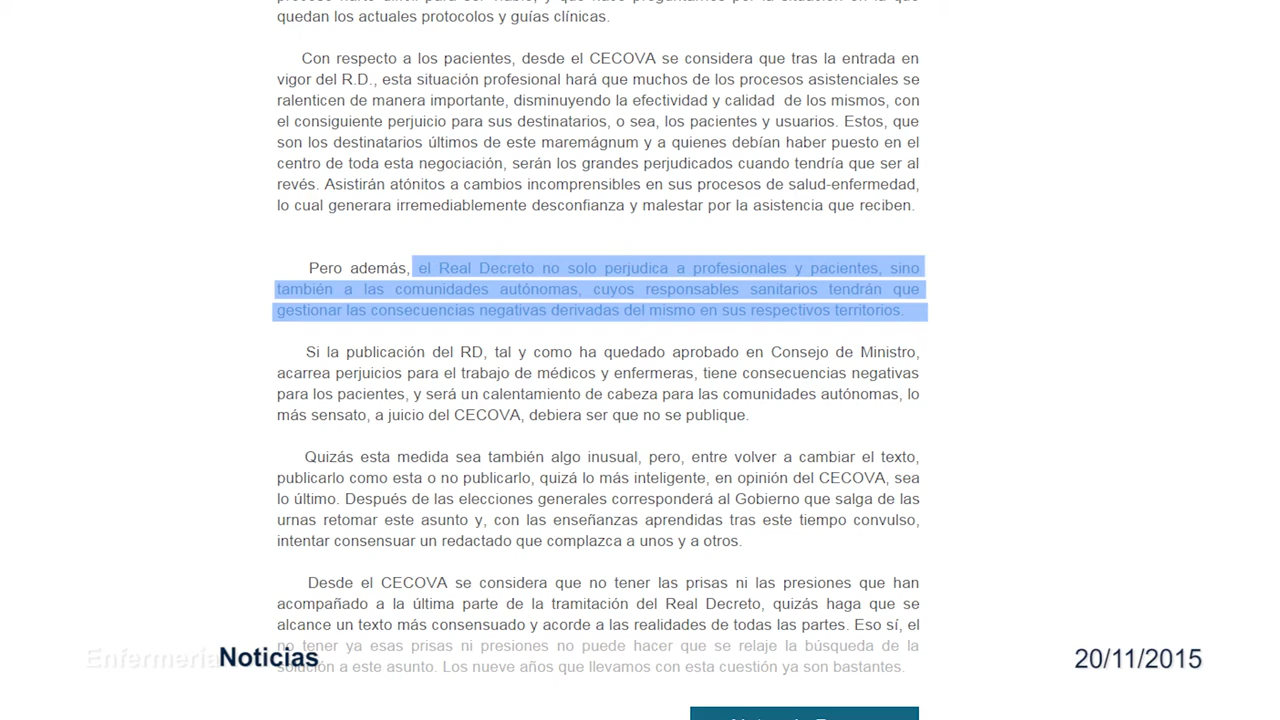 quedan los actuales protocolos y guías clínicas.
Con respecto a los pacientes, desde el CECOVA se considera que tras la entrada en
vigor del R.D., esta situación profesional hará que muchos de los procesos asistenciales se
ralenticen de manera importante, disminuyendo la efectividad y calidad de los mismos, con
el consiguiente perjuicio para sus destinatarios, o sea, los pacientes y usuarios. Estos, que
son los destinatarios últimos de este maremágnum y a quienes debían haber puesto en el
centro de toda esta negociación, serán los grandes perjudicados cuando tendría que ser al
revés. Asistirán atónitos a cambios incomprensibles en sus procesos de salud-enfermedad,
lo cual generara irremediablemente desconfianza y malestar por la asistencia que reciben.
Pero además, el Real Decreto no solo perjudica a profesionales y pacientes, sino
también a las comunidades autónomas, cuyos responsables sanitarios tendrán que
gestionar las consecuencias negativas derivadas del mismo en sus respectivos territorios.
Si la publicación del RD, tal y como ha quedado aprobado en Consejo de Ministro,
acarrea perjuicios para el trabajo de médicos y enfermeras, tiene consecuencias negativas
para los pacientes, y será un calentamiento de cabeza para las comunidades autónomas, lo
más sensato, a juicio del CECOVA, debiera ser que no se publique.
Quizás esta medida sea también algo inusual, pero, entre volver a cambiar el texto,
publicarlo como esta o no publicarlo, quizá lo más inteligente, en opinión del CECOVA, sea
lo último. Después de las elecciones generales corresponderá al Gobierno que salga de las
urnas retomar este asunto y, con las enseñanzas aprendidas tras este tiempo convulso,
intentar consensuar un redactado que complazca a unos y a otros.
Desde el CECOVA se considera que no tener las prisas ni las presiones que han
acompañado a la última parte de la tramitación del Real Decreto, quizás haga que se
alcance un texto más consensuado y acorde a las realidades de todas las partes. Eso sí, el
no tener ya esas prisas ni presiones no puede hacer que se relaje la búsqueda de la
solución a este asunto. Los nueve años que llevamos con esta cuestión ya son bastantes.
EnfermeriaNoticias
20/11/2015